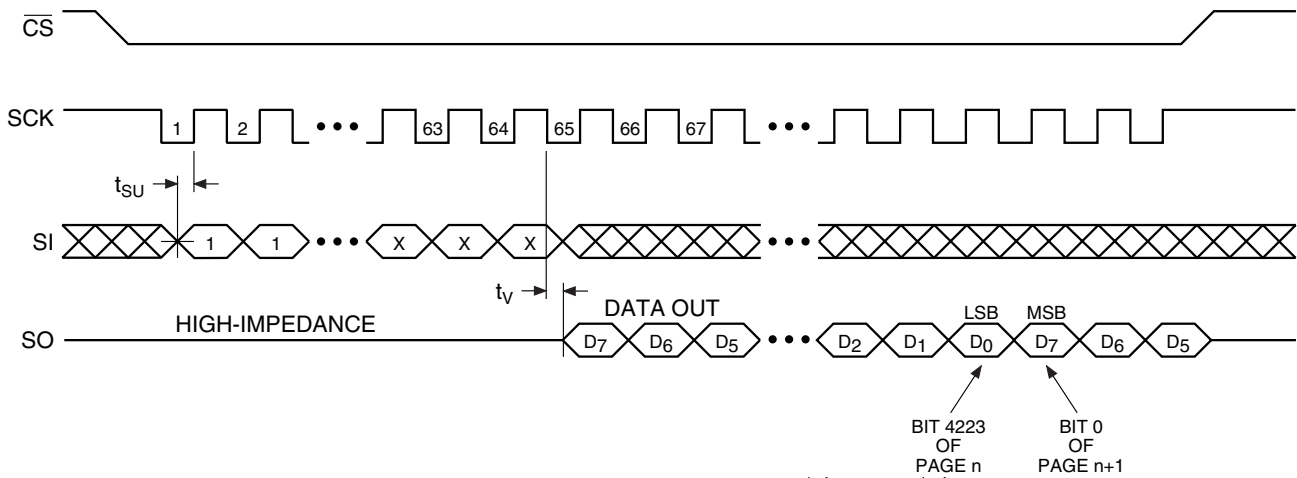 CS
SCK 1 2 ••• 63 64 65 66 67 •••
tSU
SI 1 1 ••• X X X •••
tV
HIGH-IMPEDANCE DATA OUT LSB MSB
SO D7 D6 D5 ••• D2 D1 D0 D7 D6 D5
BIT 4223
OF
PAGE n
BIT 0
OF
PAGE n+1